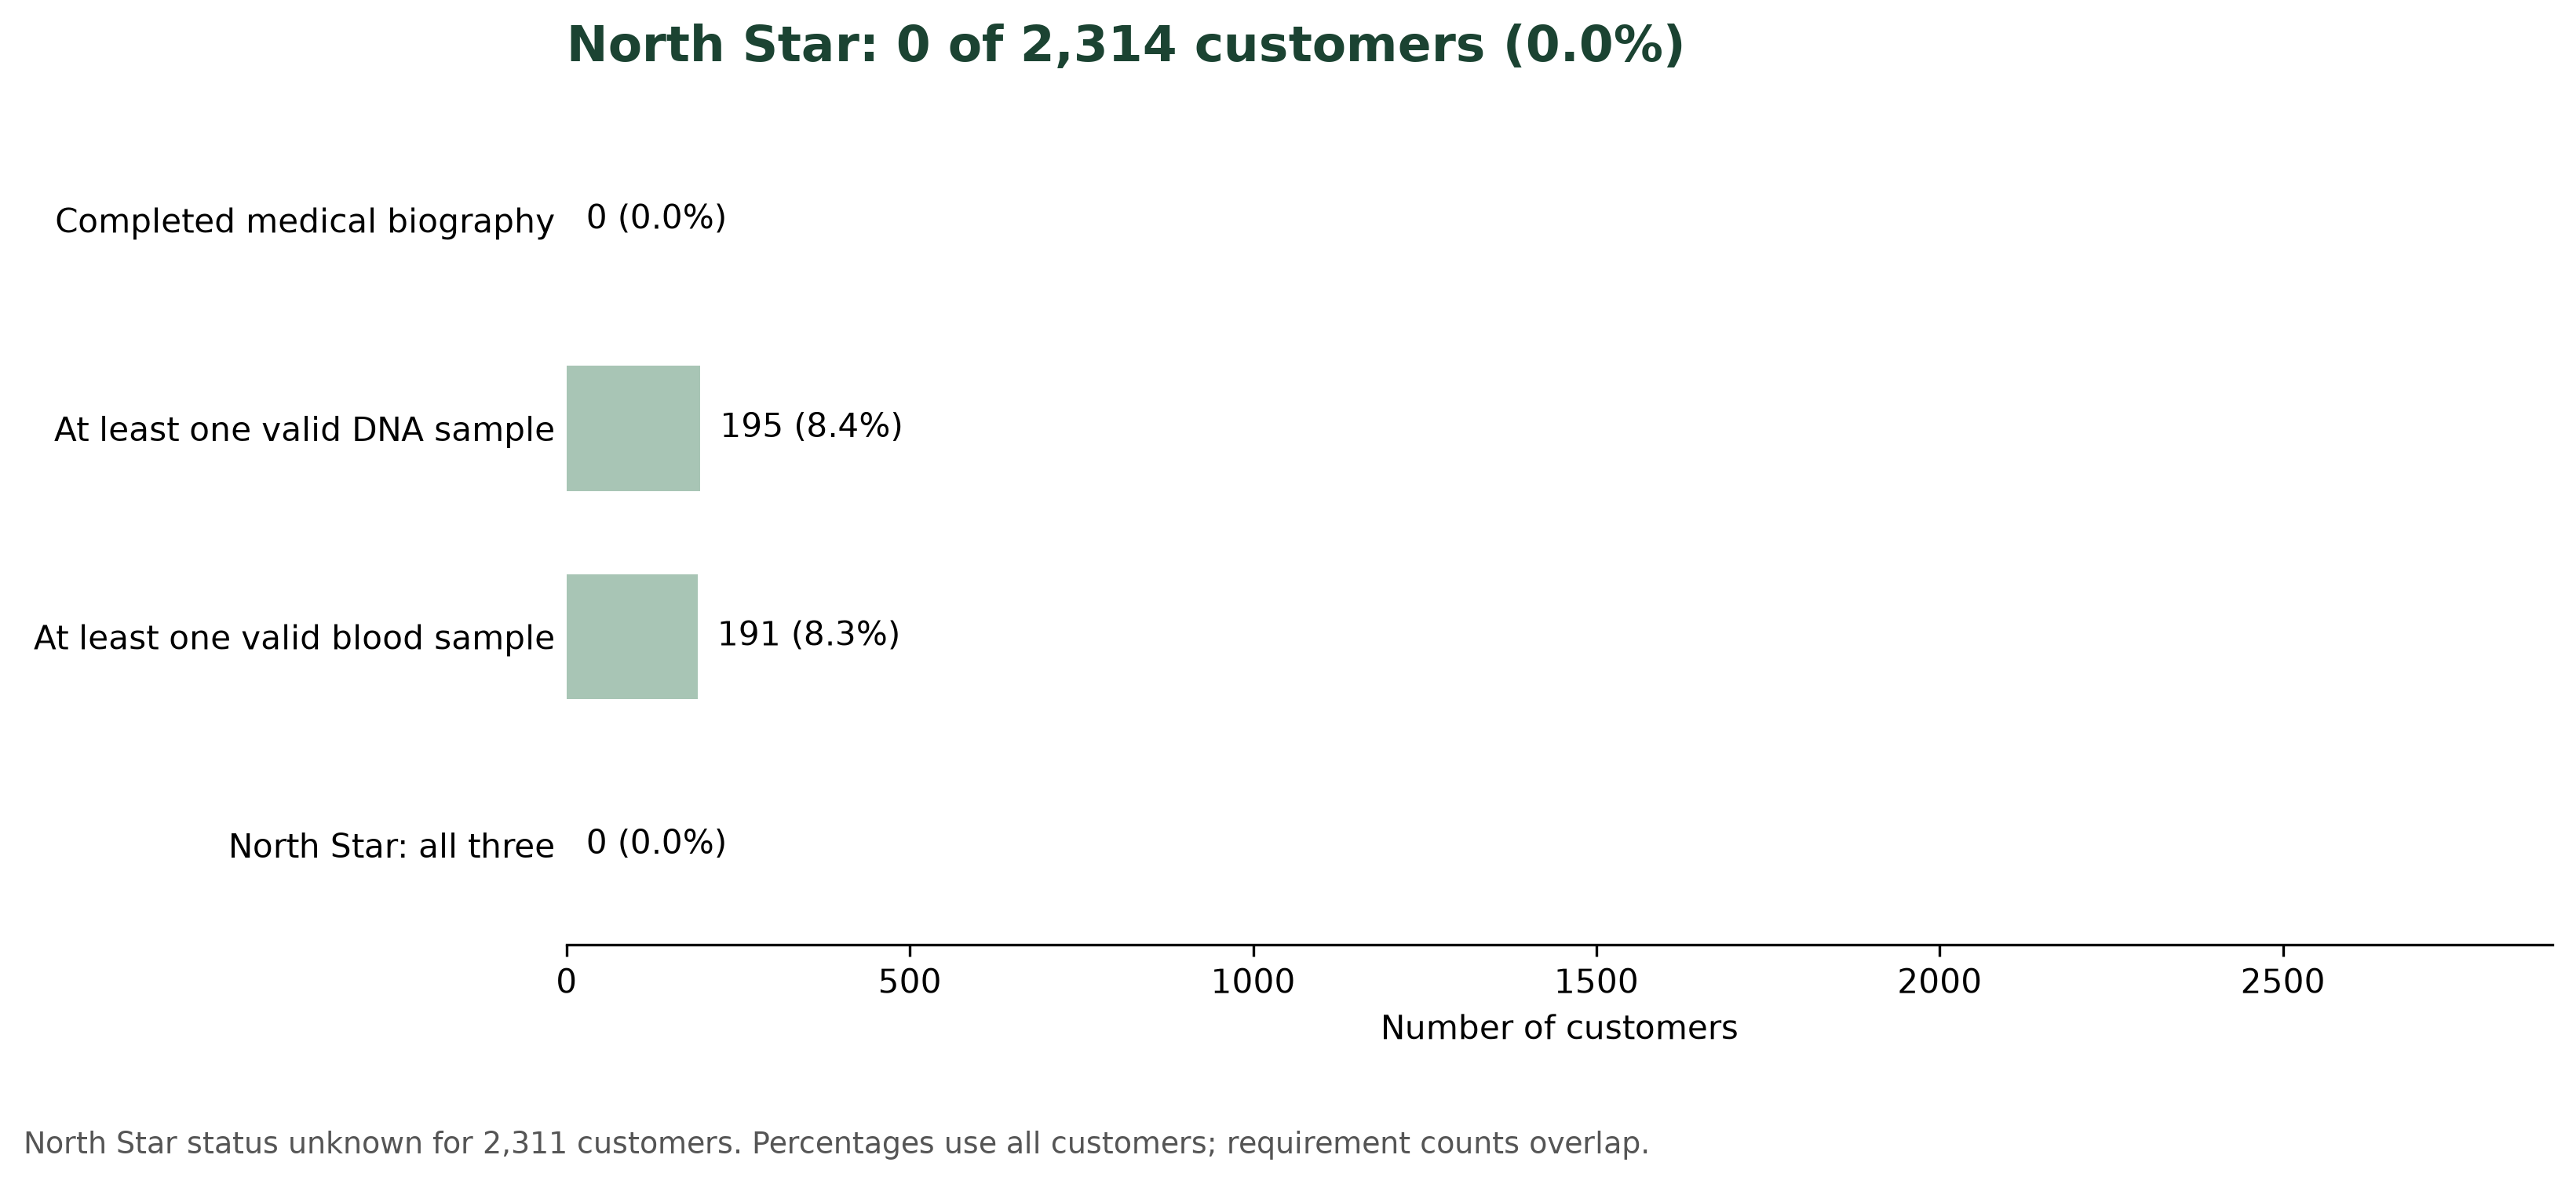 North Star: 0 of 2,314 customers (0.0%)
Completed medical biography 0 (0.0%)
At least one valid DNA sample 195 (8.4%)
At least one valid blood sample 191 (8.3%)
North Star: all three 0 (0.0%)
0 500 1000 1500 2000 2500
Number of customers
North Star status unknown for 2,311 customers. Percentages use all customers; requirement counts overlap.